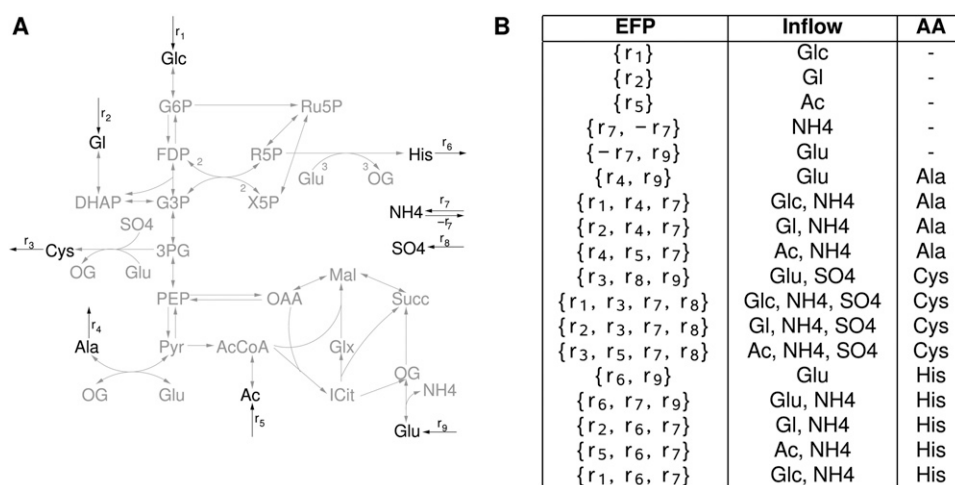 A
r1
Glc
G6P
Ru5P
r2
Gl
FDP
2
R5P
His
r6
Glu
3
3
OG
DHAP
G3P
2
X5P
NH4
r7
−r7
SO4
r8
SO4
r3
Cys
3PG
OG
Glu
Mal
PEP
OAA
Succ
r4
Ala
Pyr
AcCoA
Glx
OG
NH4
OG
Glu
Ac
ICit
r5
Glu
r9
B
EFP Inflow AA
{r1} Glc -
{r2} Gl -
{r5} Ac -
{r7, −r7} NH4 -
{−r7, r9} Glu -
{r4, r9} Glu Ala
{r1, r4, r7} Glc, NH4 Ala
{r2, r4, r7} Gl, NH4 Ala
{r4, r5, r7} Ac, NH4 Ala
{r3, r8, r9} Glu, SO4 Cys
{r1, r3, r7, r8} Glc, NH4, SO4 Cys
{r2, r3, r7, r8} Gl, NH4, SO4 Cys
{r3, r5, r7, r8} Ac, NH4, SO4 Cys
{r6, r9} Glu His
{r6, r7, r9} Glu, NH4 His
{r2, r6, r7} Gl, NH4 His
{r5, r6, r7} Ac, NH4 His
{r1, r6, r7} Glc, NH4 His